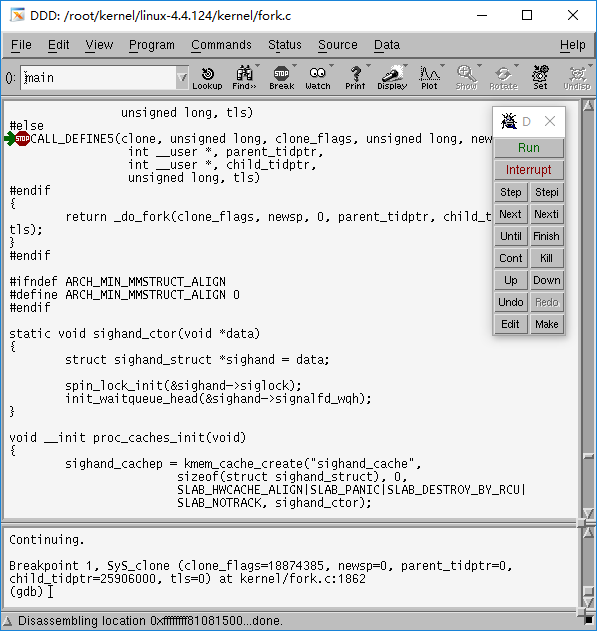 DDD: /root/kernel/linux-4.4.124/kernel/fork.c
File Edit View Program Commands Status Source Data Help
(): main
Lookup Find>> Break Watch Print Display Plot Show Rotate Set Undisp
unsigned long, tls)
#else
STOP CALL_DEFINE5(clone, unsigned long, clone_flags, unsigned long, new
int __user *, parent_tidptr,
int __user *, child_tidptr,
unsigned long, tls)
#endif
{
return _do_fork(clone_flags, newsp, 0, parent_tidptr, child_t
tls);
}
#endif
#ifndef ARCH_MIN_MMSTRUCT_ALIGN
#define ARCH_MIN_MMSTRUCT_ALIGN 0
#endif
static void sighand_ctor(void *data)
{
struct sighand_struct *sighand = data;
spin_lock_init(&sighand->siglock);
init_waitqueue_head(&sighand->signalfd_wqh);
}
void __init proc_caches_init(void)
{
sighand_cachep = kmem_cache_create("sighand_cache",
sizeof(struct sighand_struct), 0,
SLAB_HWCACHE_ALIGN|SLAB_PANIC|SLAB_DESTROY_BY_RCU|
SLAB_NOTRACK, sighand_ctor);
D
Run
Interrupt
Step Stepi
Next Nexti
Until Finish
Cont Kill
Up Down
Undo Redo
Edit Make
Continuing.
Breakpoint 1, SyS_clone (clone_flags=18874385, newsp=0, parent_tidptr=0,
child_tidptr=25906000, tls=0) at kernel/fork.c:1862
(gdb)
Disassembling location 0xffffffff81081500...done.